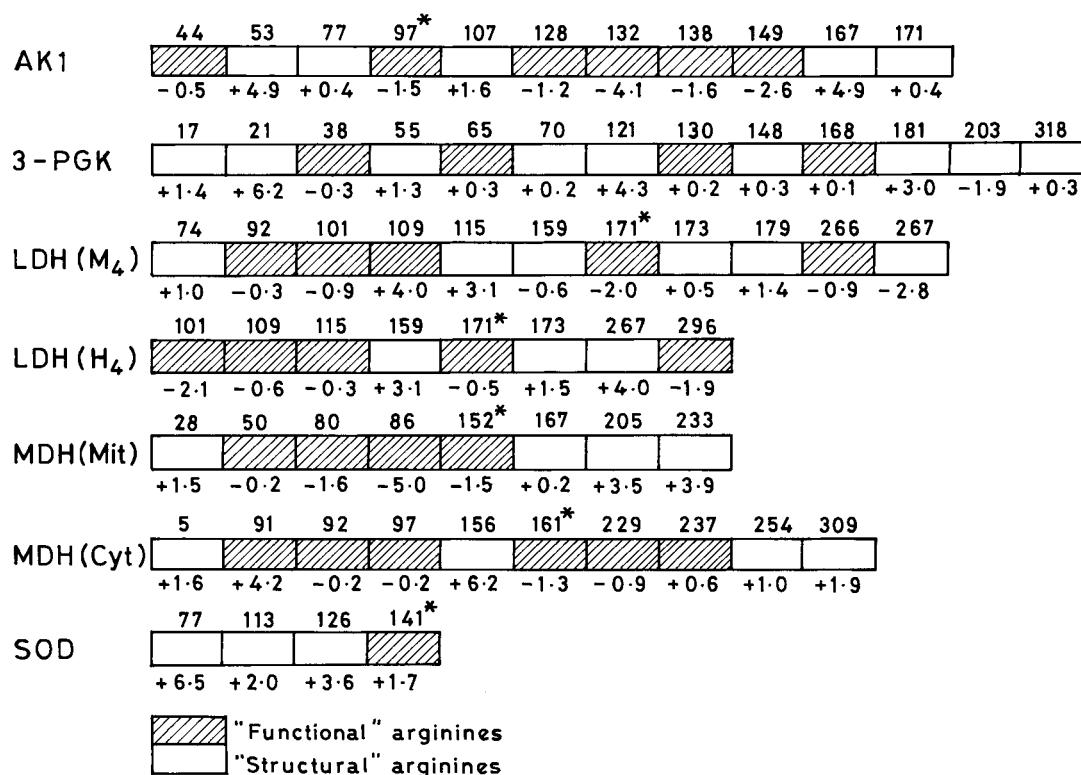 44 53 77 97* 107 128 132 138 149 167 171
AK1
-0·5 +4·9 +0·4 -1·5 +1·6 -1·2 -4·1 -1·6 -2·6 +4·9 +0·4
17 21 38 55 65 70 121 130 148 168 181 203 318
3-PGK
+1·4 +6·2 -0·3 +1·3 +0·3 +0·2 +4·3 +0·2 +0·3 +0·1 +3·0 -1·9 +0·3
74 92 101 109 115 159 171* 173 179 266 267
LDH (M₄)
+1·0 -0·3 -0·9 +4·0 +3·1 -0·6 -2·0 +0·5 +1·4 -0·9 -2·8
101 109 115 159 171* 173 267 296
LDH (H₄)
-2·1 -0·6 -0·3 +3·1 -0·5 +1·5 +4·0 -1·9
28 50 80 86 152* 167 205 233
MDH(Mit)
+1·5 -0·2 -1·6 -5·0 -1·5 +0·2 +3·5 +3·9
5 91 92 97 156 161* 229 237 254 309
MDH(Cyt)
+1·6 +4·2 -0·2 -0·2 +6·2 -1·3 -0·9 +0·6 +1·0 +1·9
77 113 126 141*
SOD
+6·5 +2·0 +3·6 +1·7
"Functional" arginines
"Structural" arginines